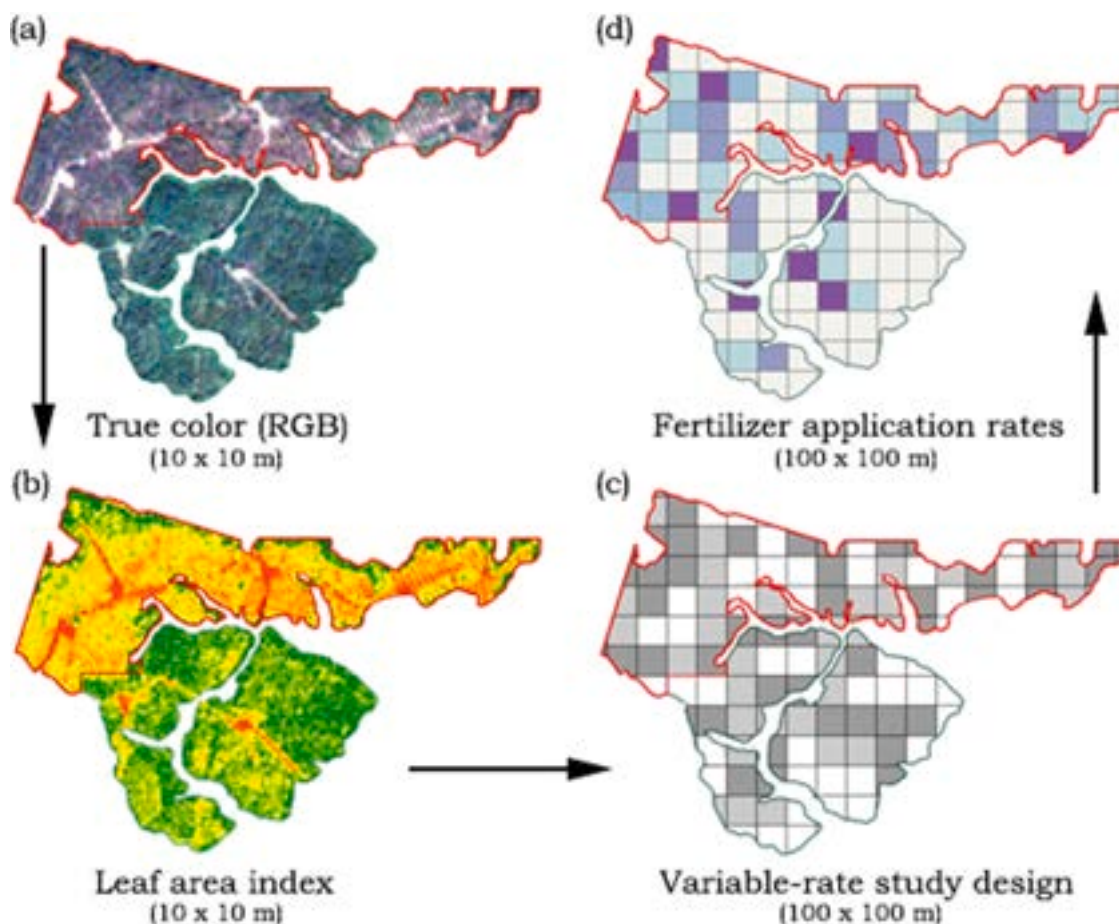 (a)
(d)
True color (RGB)
(10 x 10 m)
Fertilizer application rates
(100 x 100 m)
(b)
(c)
Leaf area index
(10 x 10 m)
Variable-rate study design
(100 x 100 m)